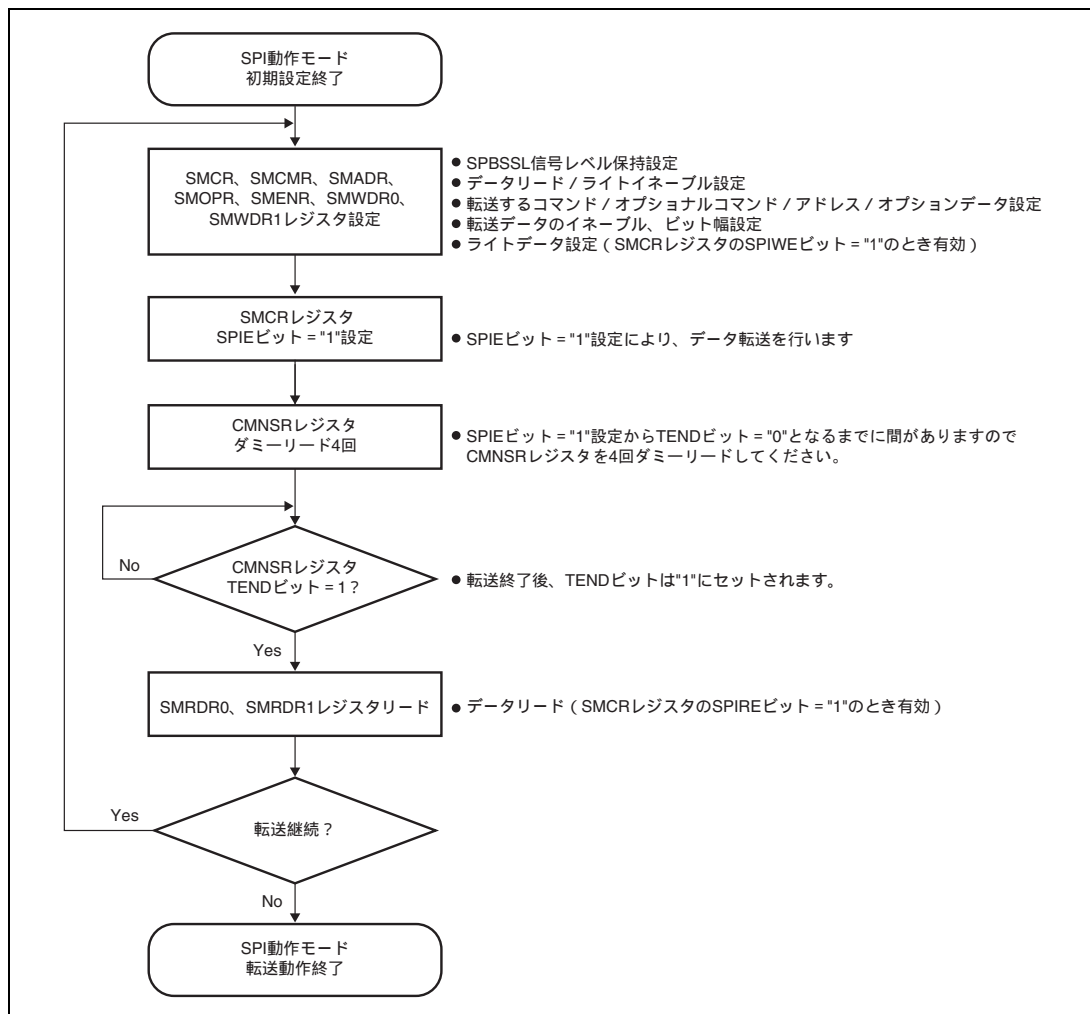 SPI動作モード
初期設定終了
SMCR、SMCMR、SMADR、
SMOPR、SMENR、SMWDR0、
SMWDR1レジスタ設定
● SPBSSL信号レベル保持設定
● データリード / ライトイネーブル設定
● 転送するコマンド / オプショナルコマンド / アドレス / オプションデータ設定
● 転送データのイネーブル、ビット幅設定
● ライトデータ設定 ( SMCRレジスタのSPIWEビット = "1"のとき有効 )
SMCRレジスタ
SPIEビット = "1"設定
● SPIEビット = "1"設定により、データ転送を行います
CMNSRレジスタ
ダミーリード4回
● SPIEビット = "1"設定からTENDビット = "0"となるまでに間がありますので
CMNSRレジスタを4回ダミーリードしてください。
No
CMNSRレジスタ
TENDビット = 1 ?
● 転送終了後、TENDビットは"1"にセットされます。
Yes
SMRDR0、SMRDR1レジスタリード
● データリード ( SMCRレジスタのSPIREビット = "1"のとき有効 )
Yes
転送継続 ?
No
SPI動作モード
転送動作終了